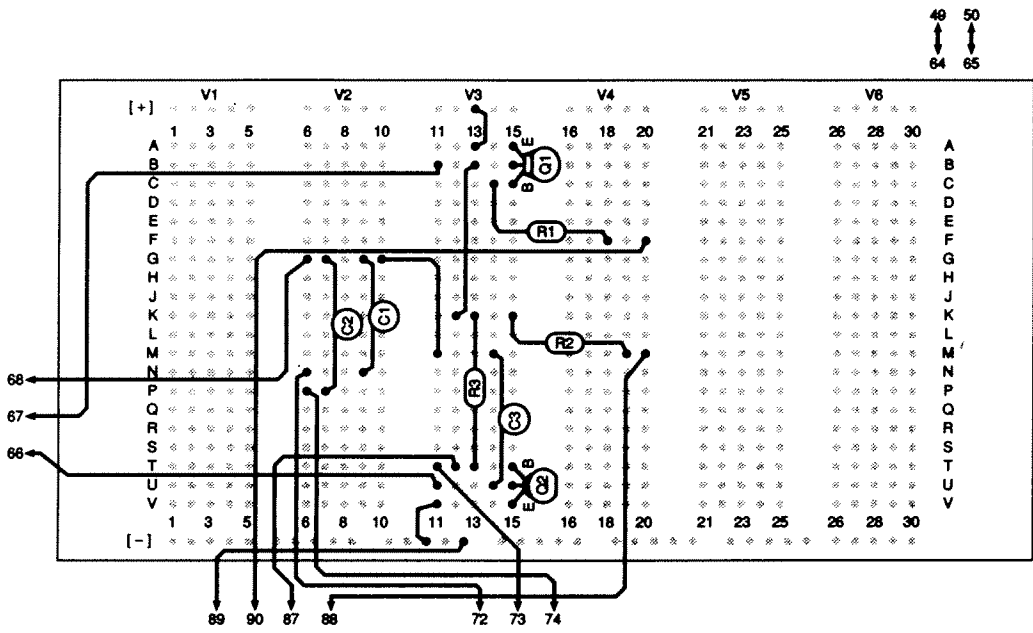 49 50
64 65
V1 V2 V3 V4 V5 V6
[+]
1 3 5 6 8 10 11 13 15 16 18 20 21 23 25 26 28 30
A E A
B Q1 B
C B C
D D
E E
F R1 F
G G
H H
J J
K C2 C1 K
L L
M R2 M
N N
P R3 P
Q C3 Q
R R
S S
T B T
U Q2 U
V E V
1 3 5 6 8 10 11 13 15 16 18 20 21 23 25 26 28 30
[-]
68
67
66
89 90 87 88 72 73 74